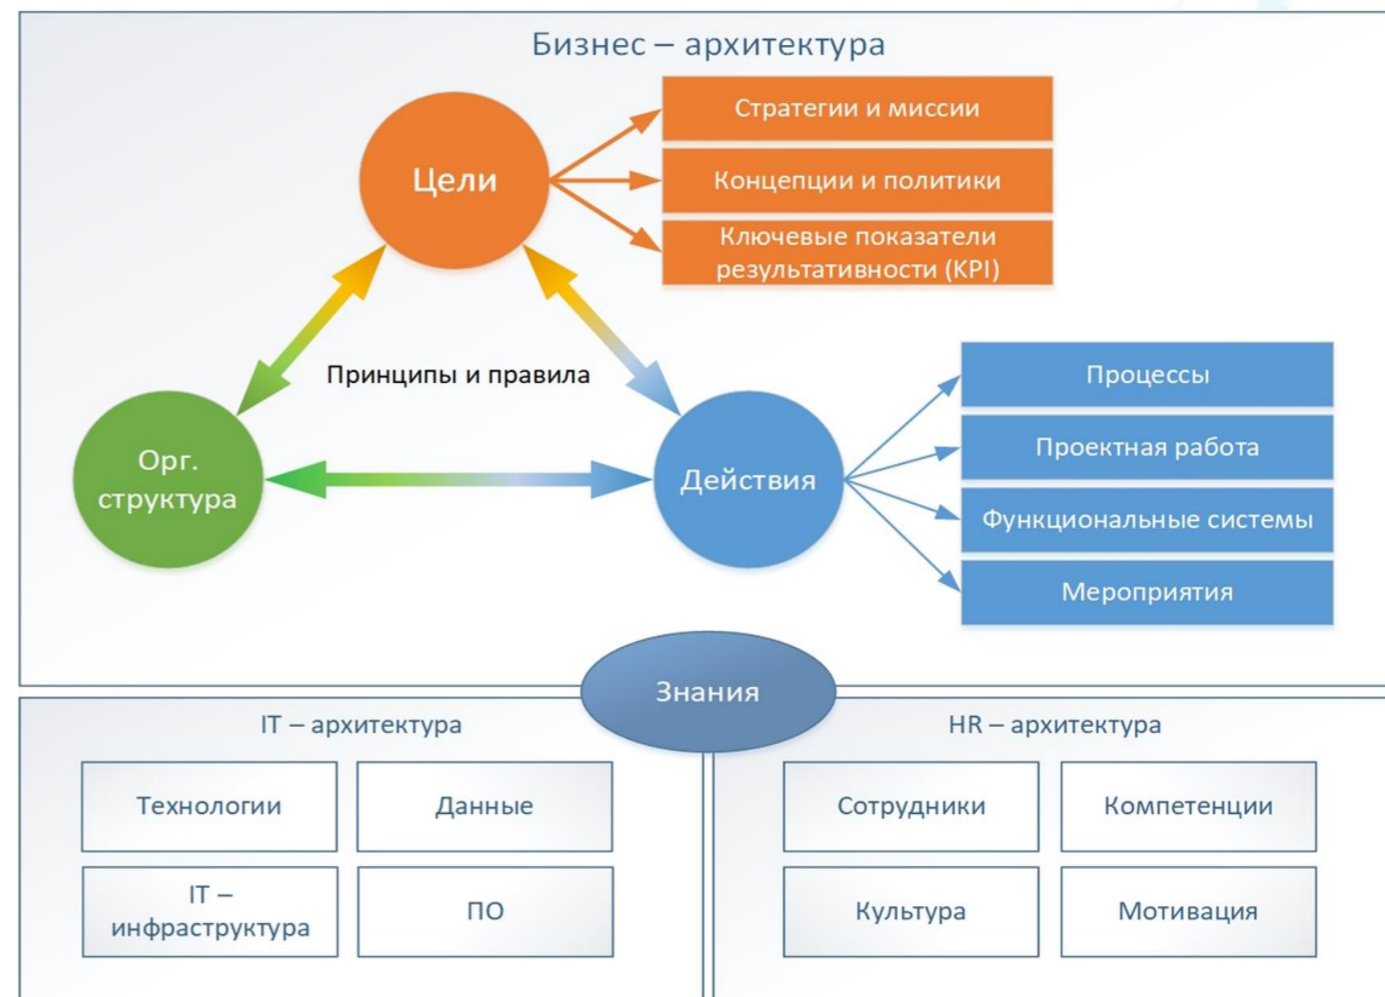 Бизнес – архитектура
Цели
Стратегии и миссии
Концепции и политики
Ключевые показатели
результативности (KPI)
Принципы и правила
Орг.
структура
Действия
Процессы
Проектная работа
Функциональные системы
Мероприятия
Знания
IT – архитектура
Технологии
Данные
IT –
инфраструктура
ПО
HR – архитектура
Сотрудники
Компетенции
Культура
Мотивация